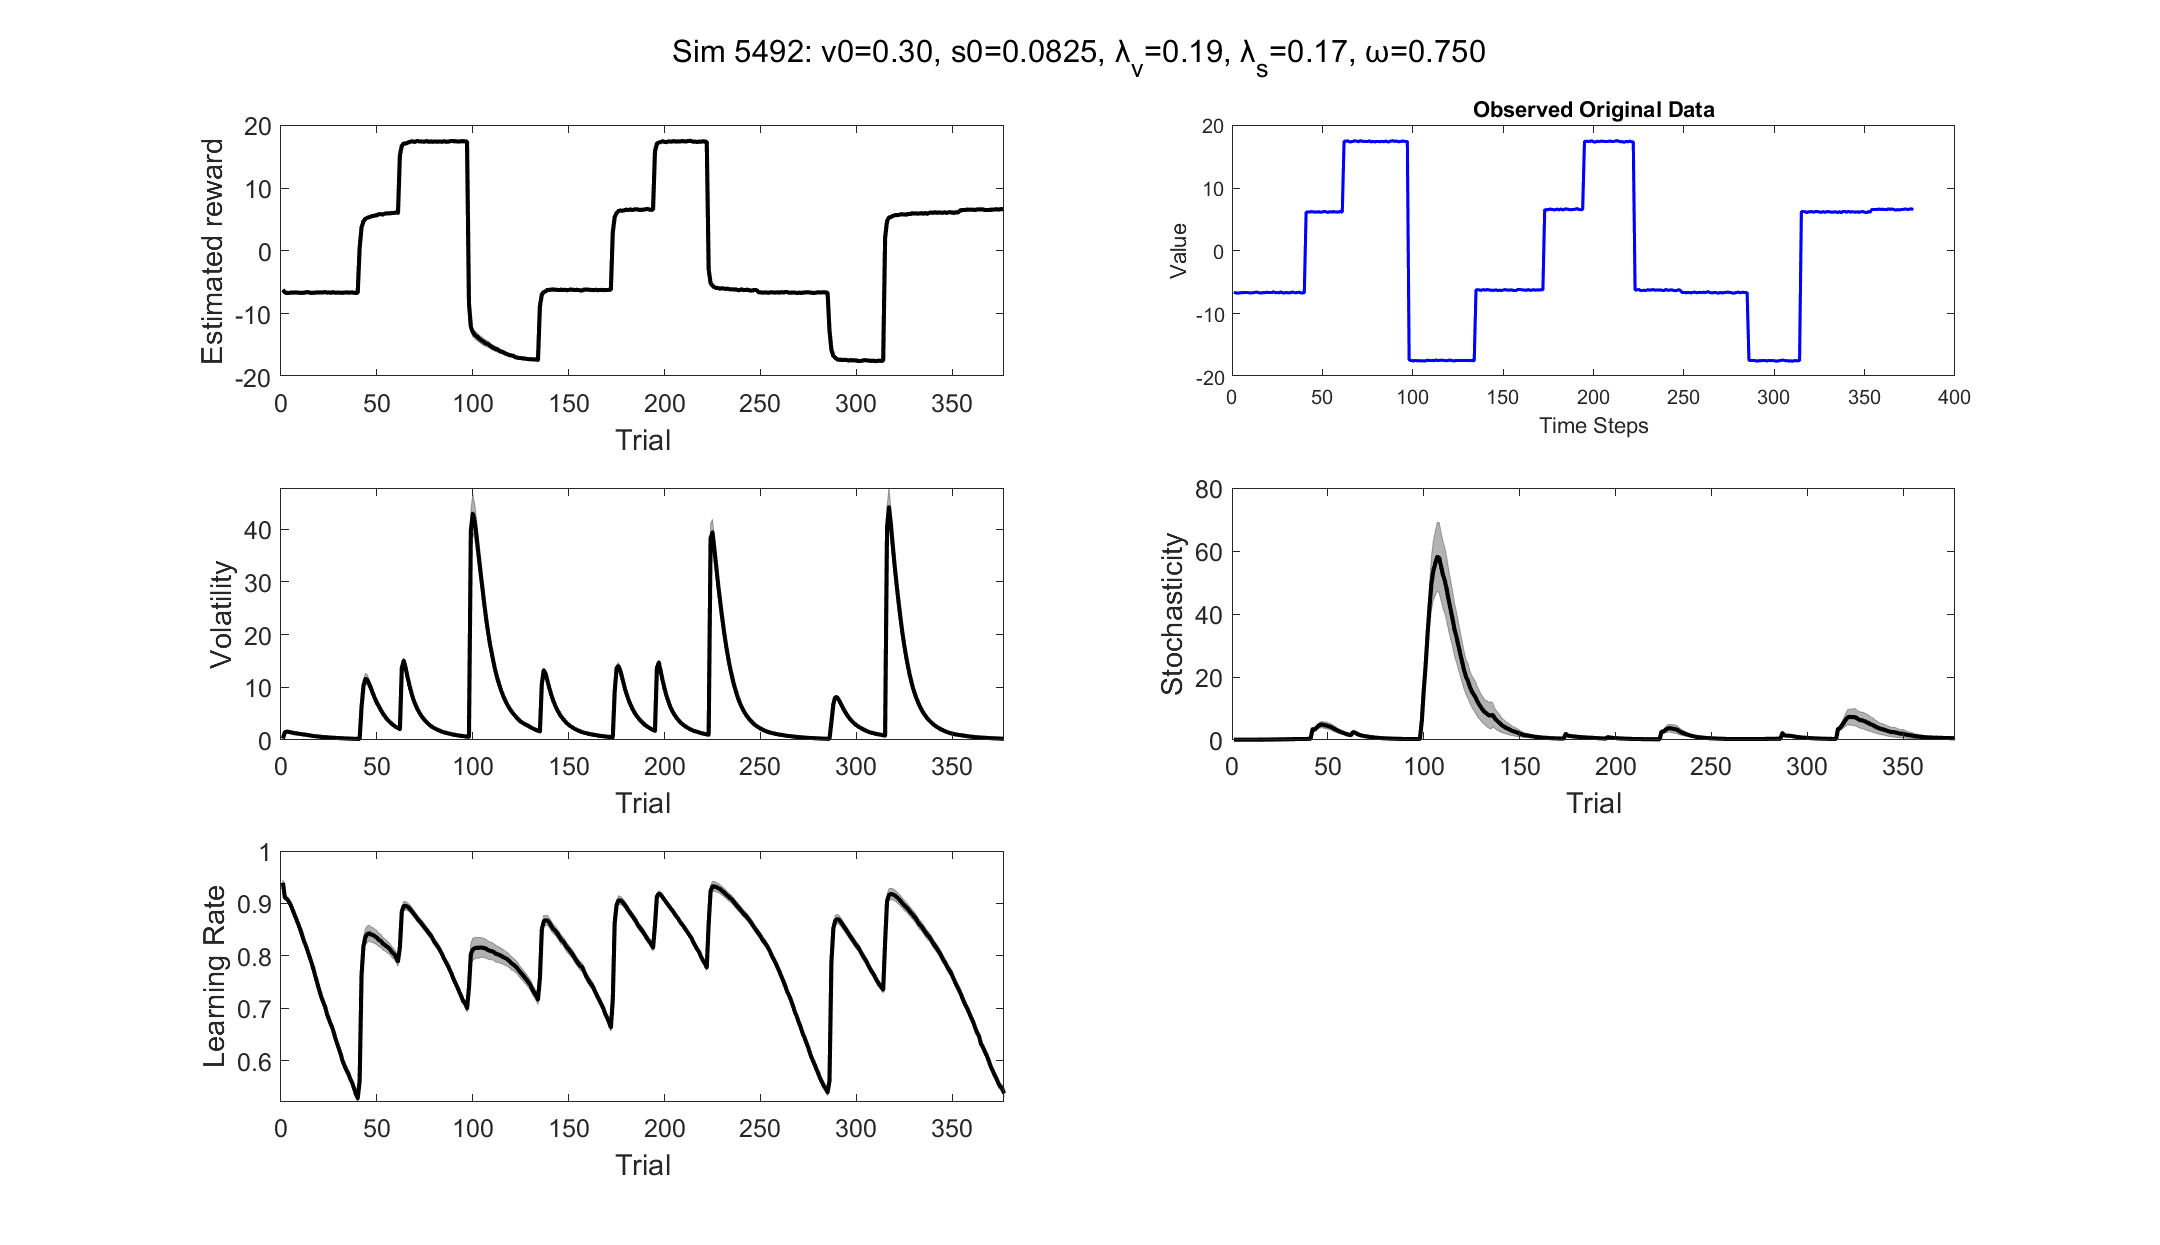 Sim 5492: v0=0.30, s0=0.0825, λv=0.19, λs=0.17, ω=0.750
Estimated reward
20
10
0
-10
-20
0 50 100 150 200 250 300 350
Trial
Observed Original Data
Value
20
10
0
-10
-20
0 50 100 150 200 250 300 350 400
Time Steps
Volatility
40
30
20
10
0
0 50 100 150 200 250 300 350
Trial
Stochasticity
80
60
40
20
0
0 50 100 150 200 250 300 350
Trial
Learning Rate
1
0.9
0.8
0.7
0.6
0 50 100 150 200 250 300 350
Trial